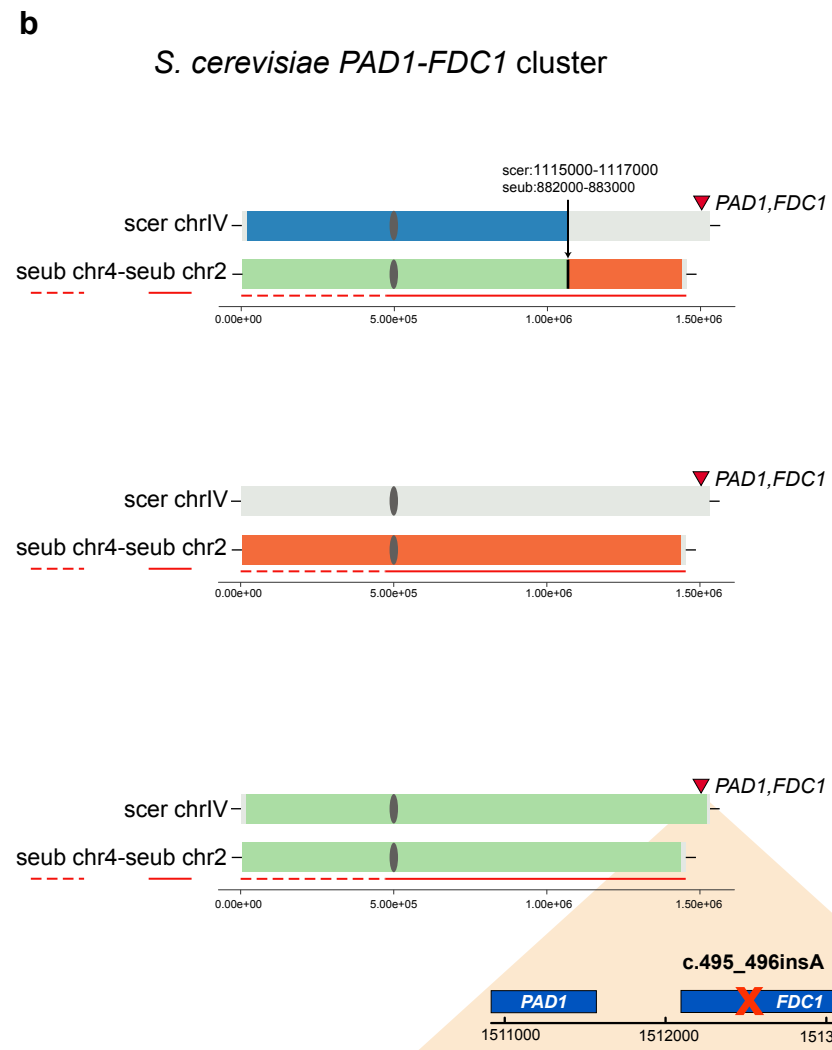 b
S. cerevisiae PAD1-FDC1 cluster
scer:1115000-1117000
seub:882000-883000
PAD1,FDC1
scer chrIV
seub chr4-seub chr2
0.00e+00 5.00e+05 1.00e+06 1.50e+06
PAD1,FDC1
scer chrIV
seub chr4-seub chr2
0.00e+00 5.00e+05 1.00e+06 1.50e+06
PAD1,FDC1
scer chrIV
seub chr4-seub chr2
0.00e+00 5.00e+05 1.00e+06 1.50e+06
c.495_496insA
PAD1 FDC1
1511000 1512000 1513